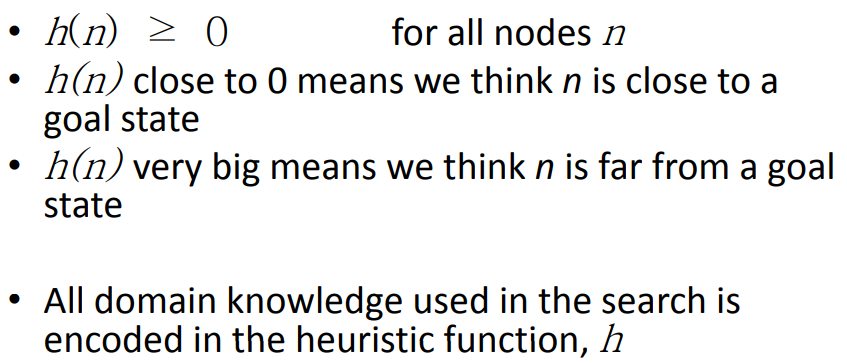 • h(n) ≥ 0 for all nodes n
• h(n) close to 0 means we think n is close to a
goal state
• h(n) very big means we think n is far from a goal
state
• All domain knowledge used in the search is
encoded in the heuristic function, h